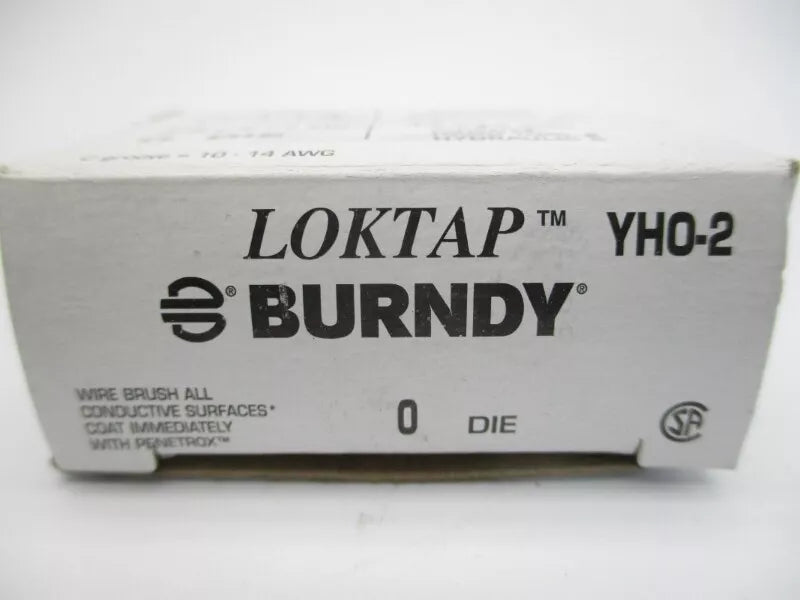 C groove = 10 - 14 AWG
LOKTAP™ YHO-2
BURNDY®
WIRE BRUSH ALL
CONDUCTIVE SURFACES*
COAT IMMEDIATELY
WITH PENETROX™
O DIE
SA